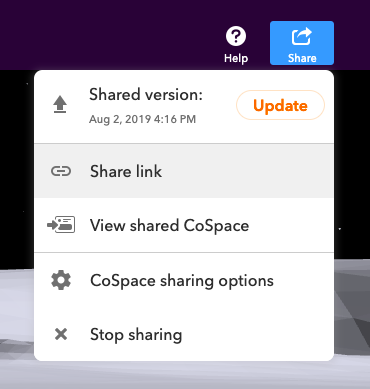 Help
Share
Shared version:
Aug 2, 2019 4:16 PM
Update
Share link
View shared CoSpace
CoSpace sharing options
Stop sharing